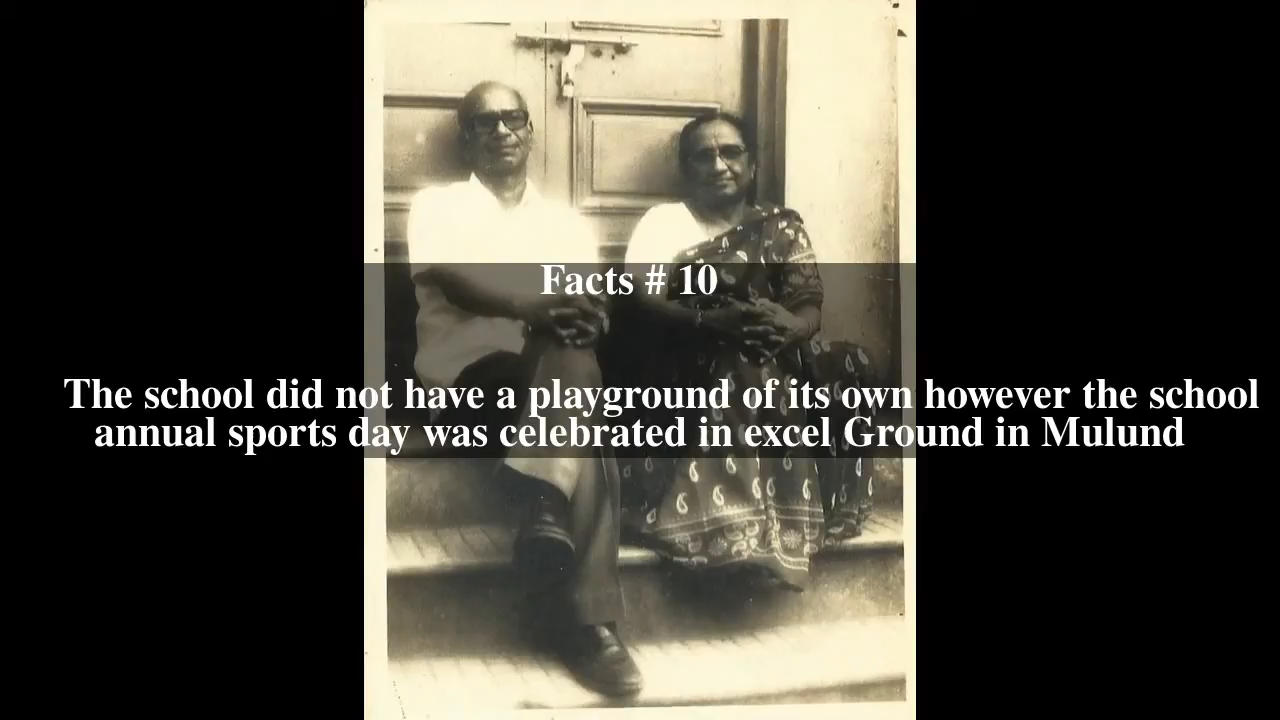 Facts # 10
The school did not have a playground of its own however the school
annual sports day was celebrated in excel Ground in Mulund